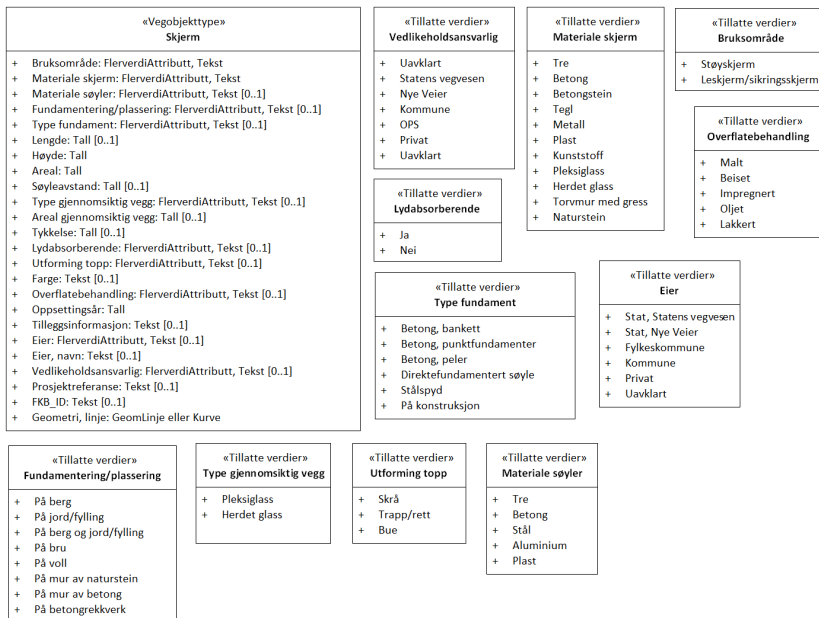 «Vegobjekttype»
Skjerm
+ Bruksområde: FlerverdiAttributt, Tekst
+ Materiale skjerm: FlerverdiAttributt, Tekst
+ Materiale søyler: FlerverdiAttributt, Tekst [0..1]
+ Fundamentering/plassering: FlerverdiAttributt, Tekst [0..1]
+ Type fundament: FlerverdiAttributt, Tekst [0..1]
+ Lengde: Tall [0..1]
+ Høyde: Tall
+ Areal: Tall
+ Søyleavstand: Tall [0..1]
+ Type gjennomsiktig vegg: FlerverdiAttributt, Tekst [0..1]
+ Areal gjennomsiktig vegg: Tall [0..1]
+ Tykkelse: Tall [0..1]
+ Lydabsorberende: FlerverdiAttributt, Tekst [0..1]
+ Utforming topp: FlerverdiAttributt, Tekst [0..1]
+ Farge: Tekst [0..1]
+ Overflatebehandling: FlerverdiAttributt, Tekst [0..1]
+ Oppsettingsår: Tall
+ Tilleggsinformasjon: Tekst [0..1]
+ Eier: FlerverdiAttributt, Tekst [0..1]
+ Eier, navn: Tekst [0..1]
+ Vedlikeholdsansvarlig: FlerverdiAttributt, Tekst [0..1]
+ Prosjektreferanse: Tekst [0..1]
+ FKB_ID: Tekst [0..1]
+ Geometri, linje: GeomLinje eller Kurve
«Tillatte verdier»
Vedlikeholdsansvarlig
+ Uavklart
+ Statens vegvesen
+ Nye Veier
+ Kommune
+ OPS
+ Privat
+ Uavklart
«Tillatte verdier»
Materiale skjerm
+ Tre
+ Betong
+ Betongstein
+ Tegl
+ Metall
+ Plast
+ Kunststoff
+ Pleksiglass
+ Herdet glass
+ Torvmur med gress
+ Naturstein
«Tillatte verdier»
Bruksområde
+ Støyskjerm
+ Leskjerm/sikringsskjerm
«Tillatte verdier»
Overflatebehandling
+ Malt
+ Beiset
+ Impregnert
+ Oljet
+ Lakkert
«Tillatte verdier»
Lydabsorberende
+ Ja
+ Nei
«Tillatte verdier»
Type fundament
+ Betong, bankett
+ Betong, punktfundamenter
+ Betong, peler
+ Direktefundamentert søyle
+ Stålspyd
+ På konstruksjon
«Tillatte verdier»
Eier
+ Stat, Statens vegvesen
+ Stat, Nye Veier
+ Fylkeskommune
+ Kommune
+ Privat
+ Uavklart
«Tillatte verdier»
Fundamentering/plassering
+ På berg
+ På jord/fylling
+ På berg og jord/fylling
+ På bru
+ På voll
+ På mur av naturstein
+ På mur av betong
+ På betongrekkverk
«Tillatte verdier»
Type gjennomsiktig vegg
+ Pleksiglass
+ Herdet glass
«Tillatte verdier»
Utforming topp
+ Skrå
+ Trapp/rett
+ Bue
«Tillatte verdier»
Materiale søyler
+ Tre
+ Betong
+ Stål
+ Aluminium
+ Plast